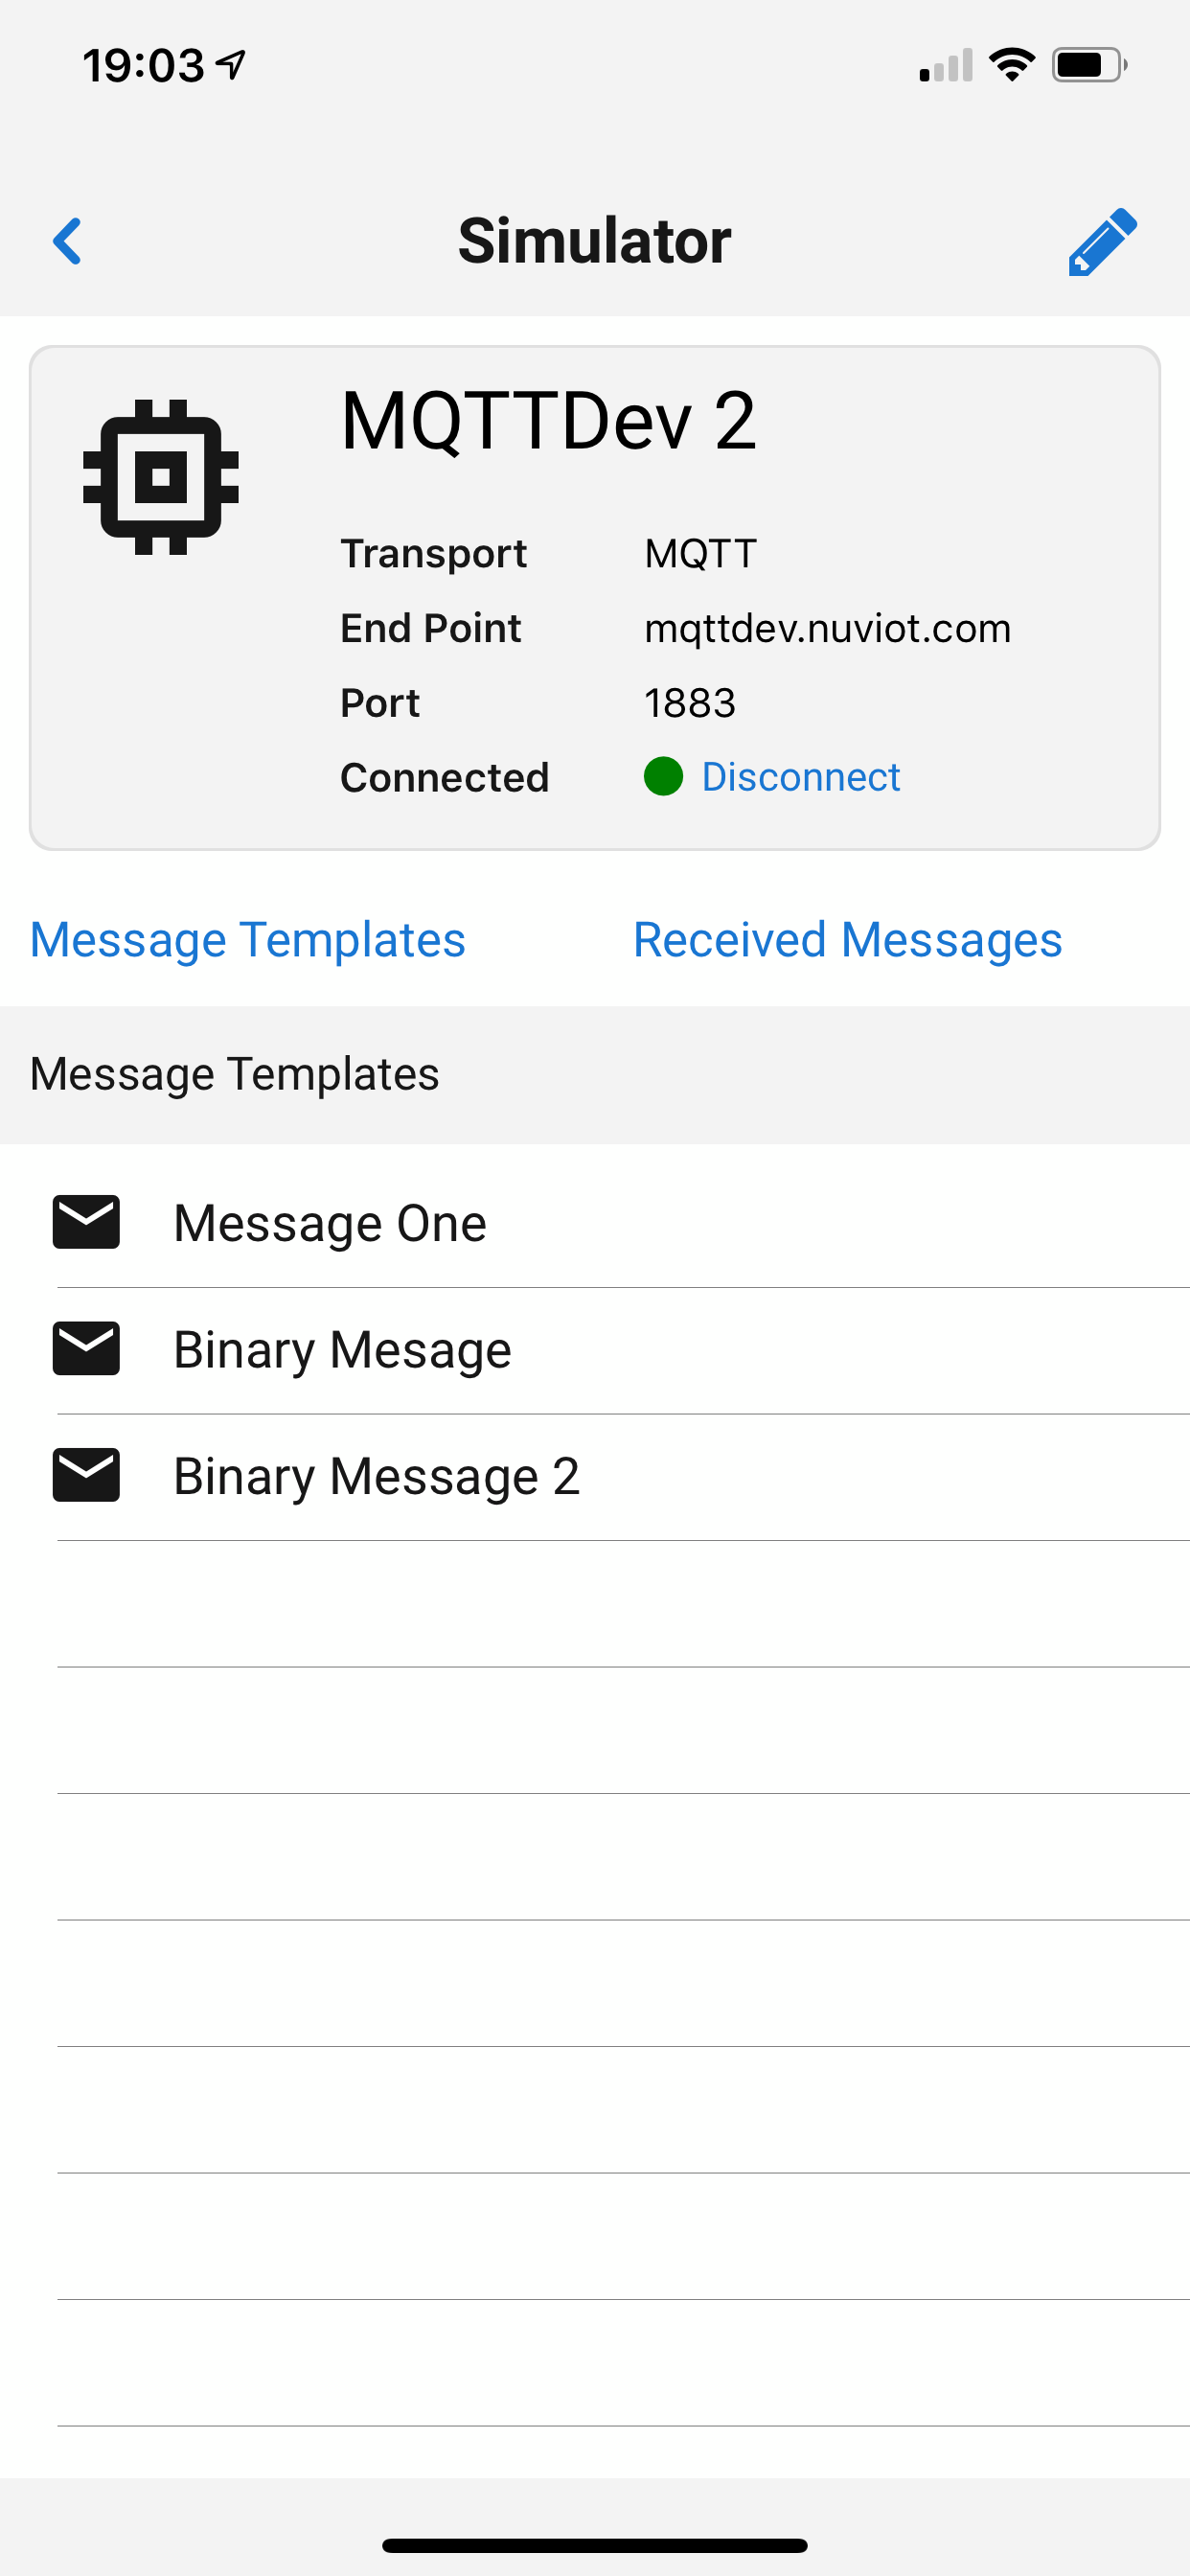 19:03
Simulator
MQTTDev 2
Transport MQTT
End Point mqttdev.nuviot.com
Port 1883
Connected Disconnect
Message Templates Received Messages
Message Templates
Message One
Binary Mesage
Binary Message 2